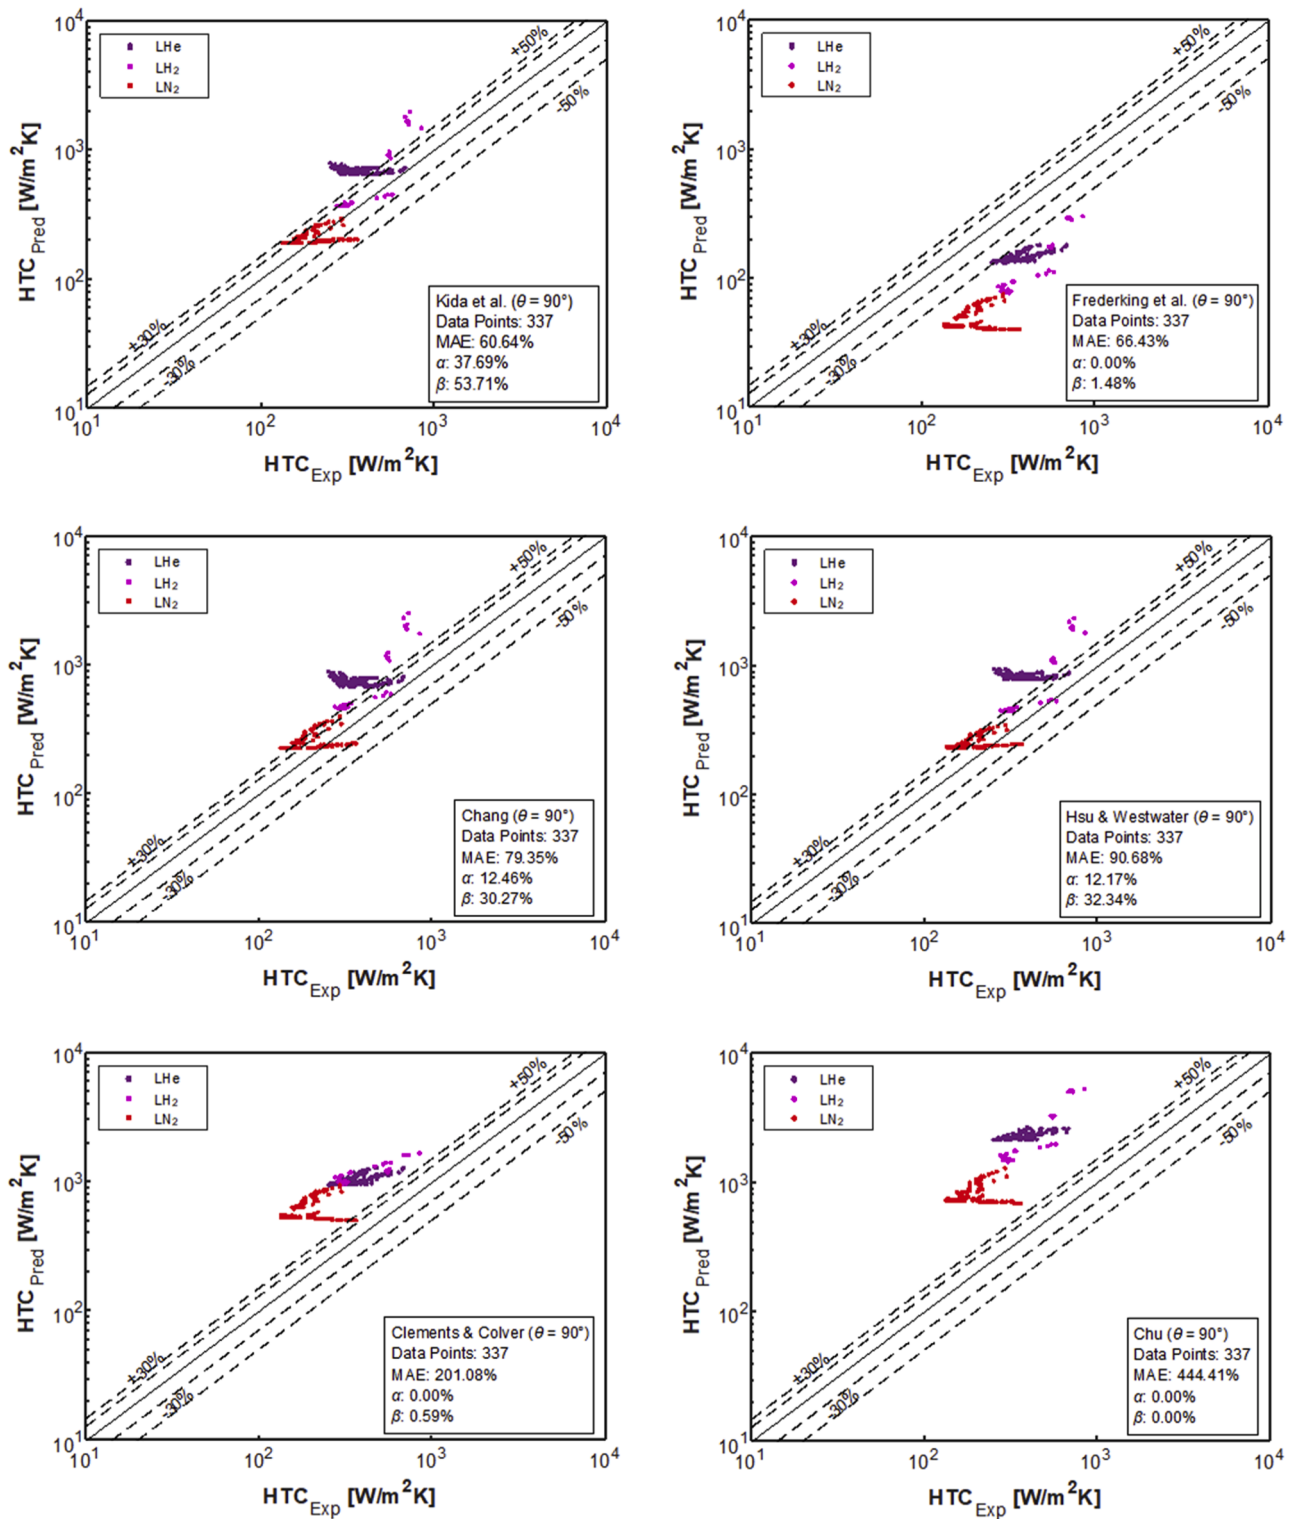 10^4
+50%
LHe
LH2
LN2
-50%
10^3
HTC_Pred [W/m^2K]
10^2
Kida et al. (θ = 90°)
Data Points: 337
MAE: 60.64%
α: 37.69%
β: 53.71%
+30%
-30%
10^1
10^1 10^2 10^3 10^4
HTC_Exp [W/m^2K]
10^4
+50%
LHe
LH2
LN2
-50%
10^3
HTC_Pred [W/m^2K]
10^2
Frederking et al. (θ = 90°)
Data Points: 337
MAE: 66.43%
α: 0.00%
β: 1.48%
+30%
-30%
10^1
10^1 10^2 10^3 10^4
HTC_Exp [W/m^2K]
10^4
+50%
LHe
LH2
LN2
-50%
10^3
HTC_Pred [W/m^2K]
10^2
Chang (θ = 90°)
Data Points: 337
MAE: 79.35%
α: 12.46%
β: 30.27%
+30%
-30%
10^1
10^1 10^2 10^3 10^4
HTC_Exp [W/m^2K]
10^4
+50%
LHe
LH2
LN2
-50%
10^3
HTC_Pred [W/m^2K]
10^2
Hsu & Westwater (θ = 90°)
Data Points: 337
MAE: 90.68%
α: 12.17%
β: 32.34%
+30%
-30%
10^1
10^1 10^2 10^3 10^4
HTC_Exp [W/m^2K]
10^4
+50%
LHe
LH2
LN2
-50%
10^3
HTC_Pred [W/m^2K]
10^2
Clements & Colver (θ = 90°)
Data Points: 337
MAE: 201.08%
α: 0.00%
β: 0.59%
+30%
-30%
10^1
10^1 10^2 10^3 10^4
HTC_Exp [W/m^2K]
10^4
+50%
LHe
LH2
LN2
-50%
10^3
HTC_Pred [W/m^2K]
10^2
Chu (θ = 90°)
Data Points: 337
MAE: 444.41%
α: 0.00%
β: 0.00%
+30%
-30%
10^1
10^1 10^2 10^3 10^4
HTC_Exp [W/m^2K]